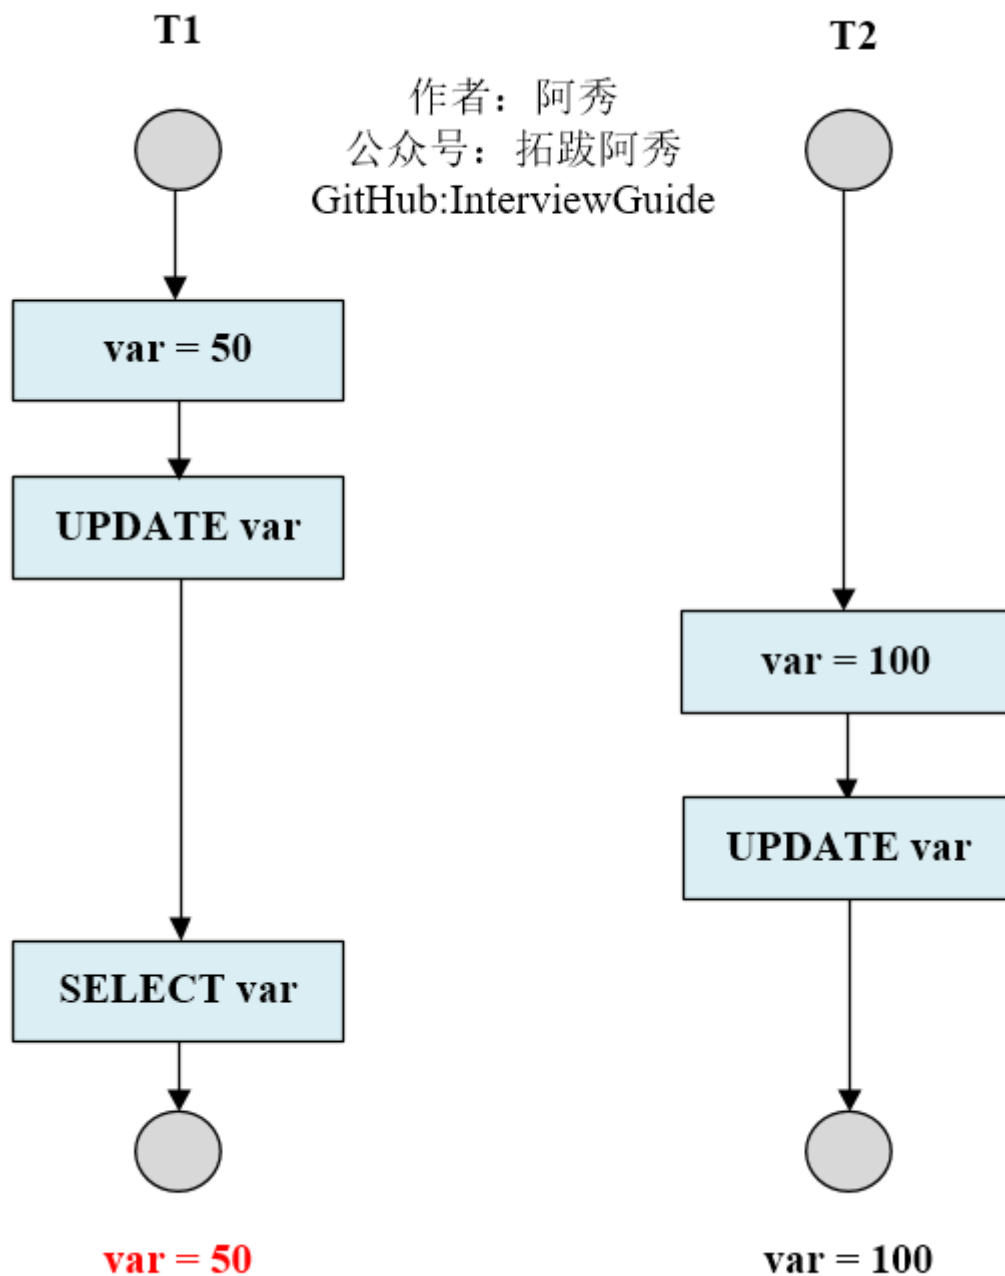 T1
T2
作者：阿秀
公众号：拓跋阿秀
GitHub:InterviewGuide
var = 50
UPDATE var
var = 100
UPDATE var
SELECT var
var = 50
var = 100